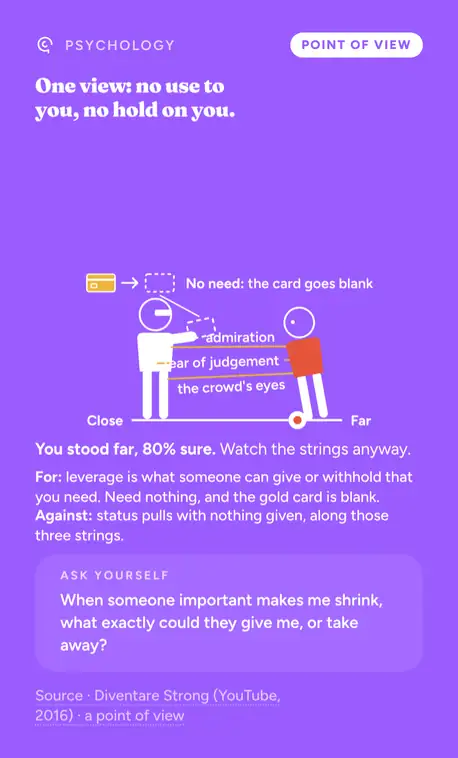 PSYCHOLOGY
POINT OF VIEW
One view: no use to
you, no hold on you.
No need: the card goes blank
admiration
ear of judgement
the crowd's eyes
Close
Far
You stood far, 80% sure. Watch the strings anyway.
For: leverage is what someone can give or withhold that
you need. Need nothing, and the gold card is blank.
Against: status pulls with nothing given, along those
three strings.
ASK YOURSELF
When someone important makes me shrink,
what exactly could they give me, or take
away?
Source · Diventare Strong (YouTube,
2016) · a point of view